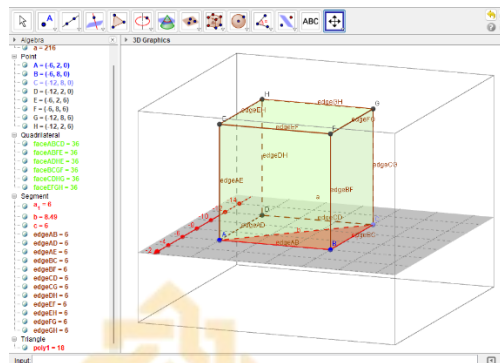 ABC
Algebra
3D Graphics
a = 216
Point
A = (-6, 2, 0)
B = (-6, 8, 0)
C = (-12, 8, 0)
D = (-12, 2, 0)
E = (-6, 2, 6)
F = (-6, 8, 6)
G = (-12, 8, 6)
H = (-12, 2, 6)
Quadrilateral
faceABCD = 36
faceABFE = 36
faceADHE = 36
faceBCGF = 36
faceCDHG = 36
faceEFGH = 36
Segment
a₁ = 6
b = 8.49
c = 6
edgeAD = 6
edgeAE = 6
edgeBC = 6
edgeBF = 6
edgeCD = 6
edgeCG = 6
edgeDH = 6
edgeEF = 6
edgeEH = 6
edgeFG = 6
edgeGH = 6
Triangle
poly1 = 18
H
edgeGH
G
edgeEH
edgeFG
E
edgeEF
F
edgeDH
edgeCG
edgeAE
edgeBF
a
D
edgeCD
A
edgeAB
B
edgeBC
Input